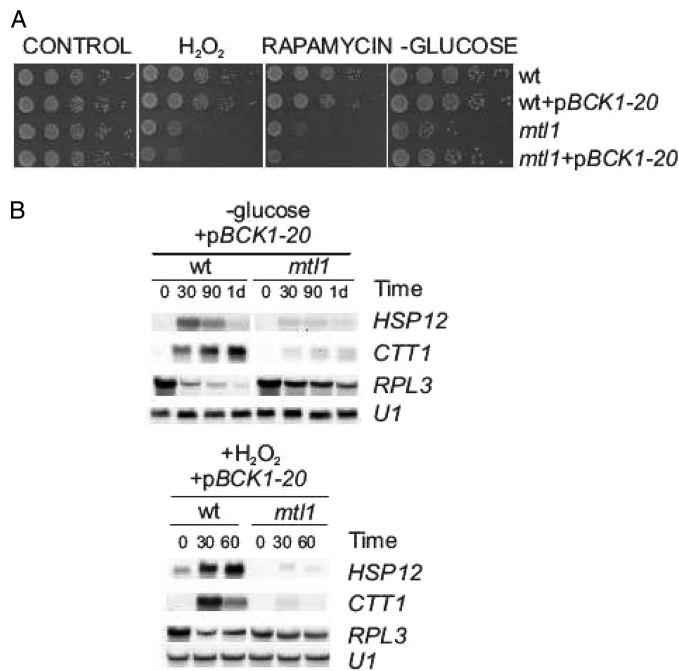 A
CONTROL H₂O₂ RAPAMYCIN -GLUCOSE
wt
wt+pBCK1-20
mtl1
mtl1+pBCK1-20
B
-glucose
+pBCK1-20
wt mtl1
0 30 90 1d 0 30 90 1d Time
HSP12
CTT1
RPL3
U1
+H₂O₂
+pBCK1-20
wt mtl1
0 30 60 0 30 60 Time
HSP12
CTT1
RPL3
U1